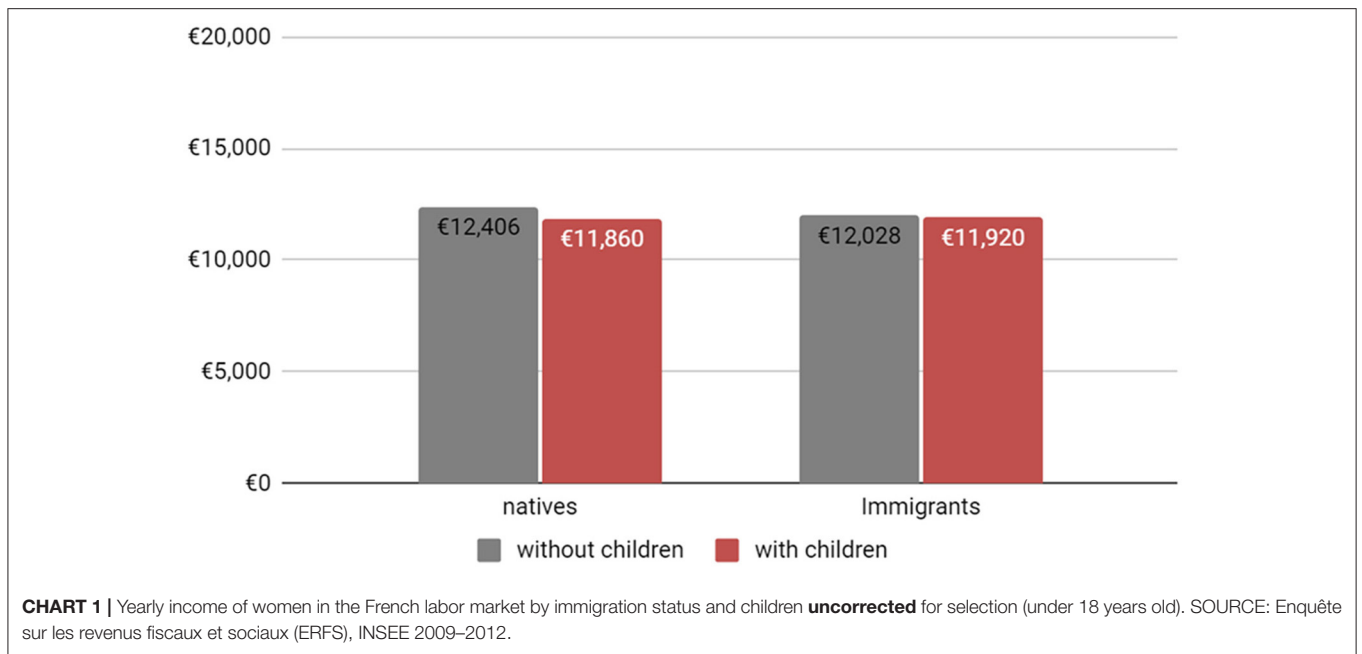 €20,000
€15,000
€12,406
€11,860
€12,028
€11,920
€10,000
€5,000
€0
natives
Immigrants
without children
with children
CHART 1 | Yearly income of women in the French labor market by immigration status and children uncorrected for selection (under 18 years old). SOURCE: Enquête
sur les revenus fiscaux et sociaux (ERFS), INSEE 2009–2012.